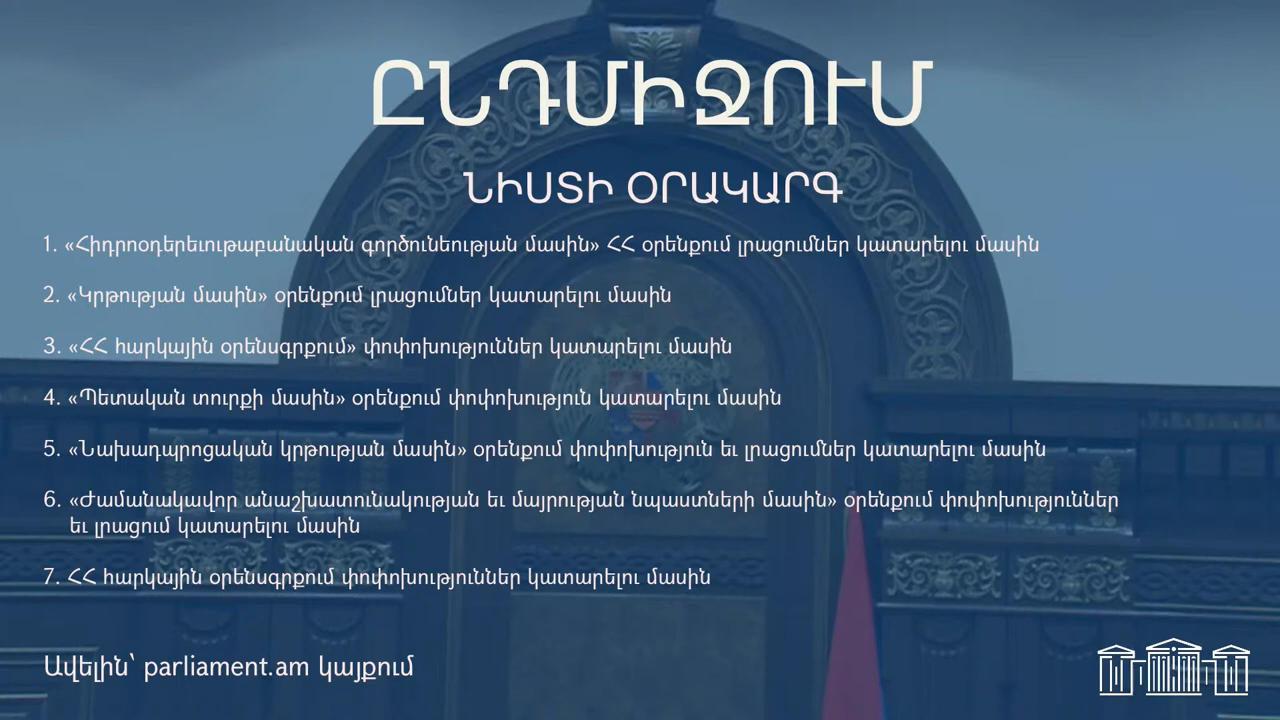 ԸՆԴՄԻՋՈՒՄ
ՆԻՍՏԻ ՕՐԱԿԱՐԳ
1. «Հիդրոօդերեւութաբանական գործունեության մասին» ՀՀ օրենքում լրացումներ կատարելու մասին
2. «Կրթության մասին» օրենքում լրացումներ կատարելու մասին
3. «ՀՀ հարկային օրենսգրքում» փոփոխություններ կատարելու մասին
4. «Պետական տուրքի մասին» օրենքում փոփոխություն կատարելու մասին
5. «Նախադպրոցական կրթության մասին» օրենքում փոփոխություն եւ լրացումներ կատարելու մասին
6. «Ժամանակավոր անաշխատունակության եւ մայրության նպաստների մասին» օրենքում փոփոխություններ
եւ լրացում կատարելու մասին
7. ՀՀ հարկային օրենսգրքում փոփոխություններ կատարելու մասին
Ավելին՝ parliament.am կայքում